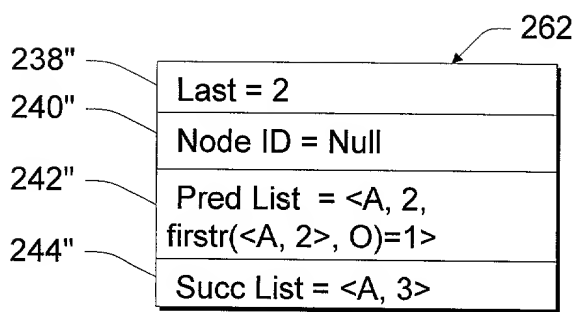 262
238"
Last = 2
240"
Node ID = Null
242"
Pred List = <A, 2,
firstr(<A, 2>, O)=1>
244"
Succ List = <A, 3>